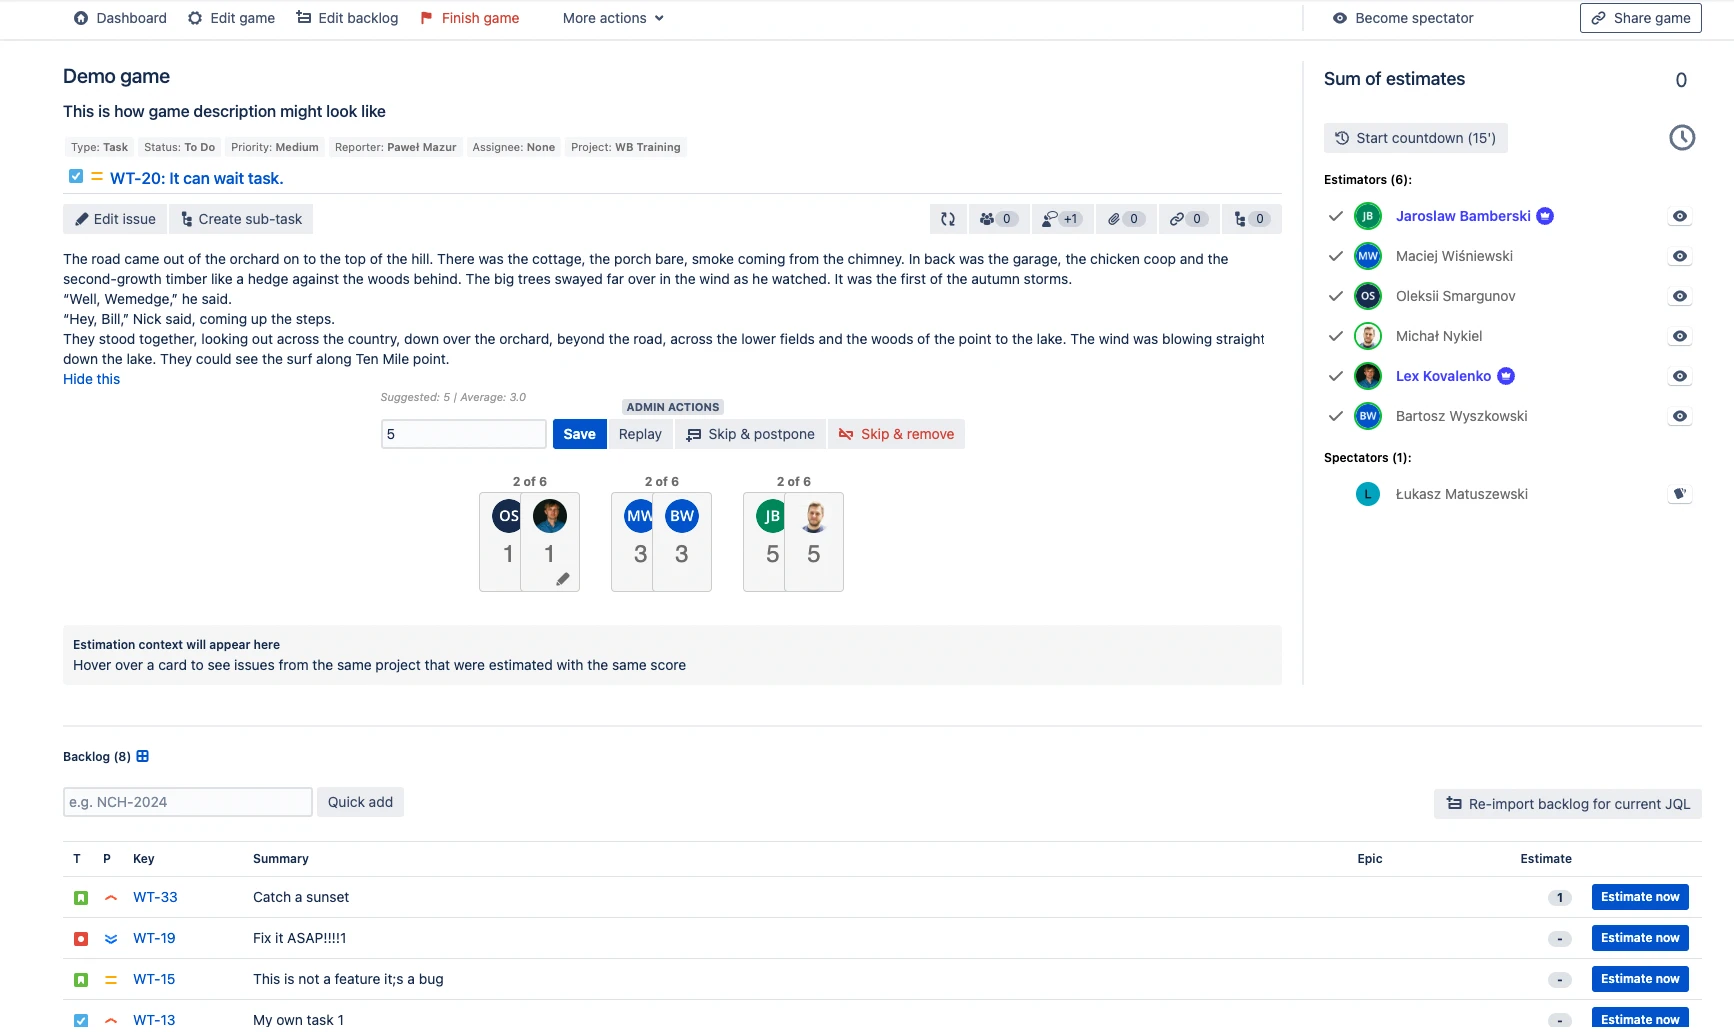 Dashboard Edit game Edit backlog Finish game More actions Become spectator Share game
Demo game
This is how game description might look like
Type: Task Status: To Do Priority: Medium Reporter: Paweł Mazur Assignee: None Project: WB Training
WT-20: It can wait task.
Edit issue Create sub-task 0 +1 0 0 0
The road came out of the orchard on to the top of the hill. There was the cottage, the porch bare, smoke coming from the chimney. In back was the garage, the chicken coop and the
second-growth timber like a hedge against the woods behind. The big trees swayed far over in the wind as he watched. It was the first of the autumn storms.
“Well, Wemedge,” he said.
“Hey, Bill,” Nick said, coming up the steps.
They stood together, looking out across the country, down over the orchard, beyond the road, across the lower fields and the woods of the point to the lake. The wind was blowing straight
down the lake. They could see the surf along Ten Mile point.
Hide this
Suggested: 5 | Average: 3.0
ADMIN ACTIONS
5 Save Replay Skip & postpone Skip & remove
2 of 6 2 of 6 2 of 6
OS MW BW JB
1 1 3 3 5 5
Estimation context will appear here
Hover over a card to see issues from the same project that were estimated with the same score
Sum of estimates 0
Start countdown (15')
Estimators (6):
JB Jaroslaw Bamberski
MW Maciej Wiśniewski
OS Oleksii Smargunov
Michał Nykiel
Lex Kovalenko
BW Bartosz Wyszkowski
Spectators (1):
L Łukasz Matuszewski
Backlog (8)
e.g. NCH-2024 Quick add Re-import backlog for current JQL
T P Key Summary Epic Estimate
WT-33 Catch a sunset 1 Estimate now
WT-19 Fix it ASAP!!!!1 - Estimate now
WT-15 This is not a feature it;s a bug - Estimate now
WT-13 My own task 1 - Estimate now